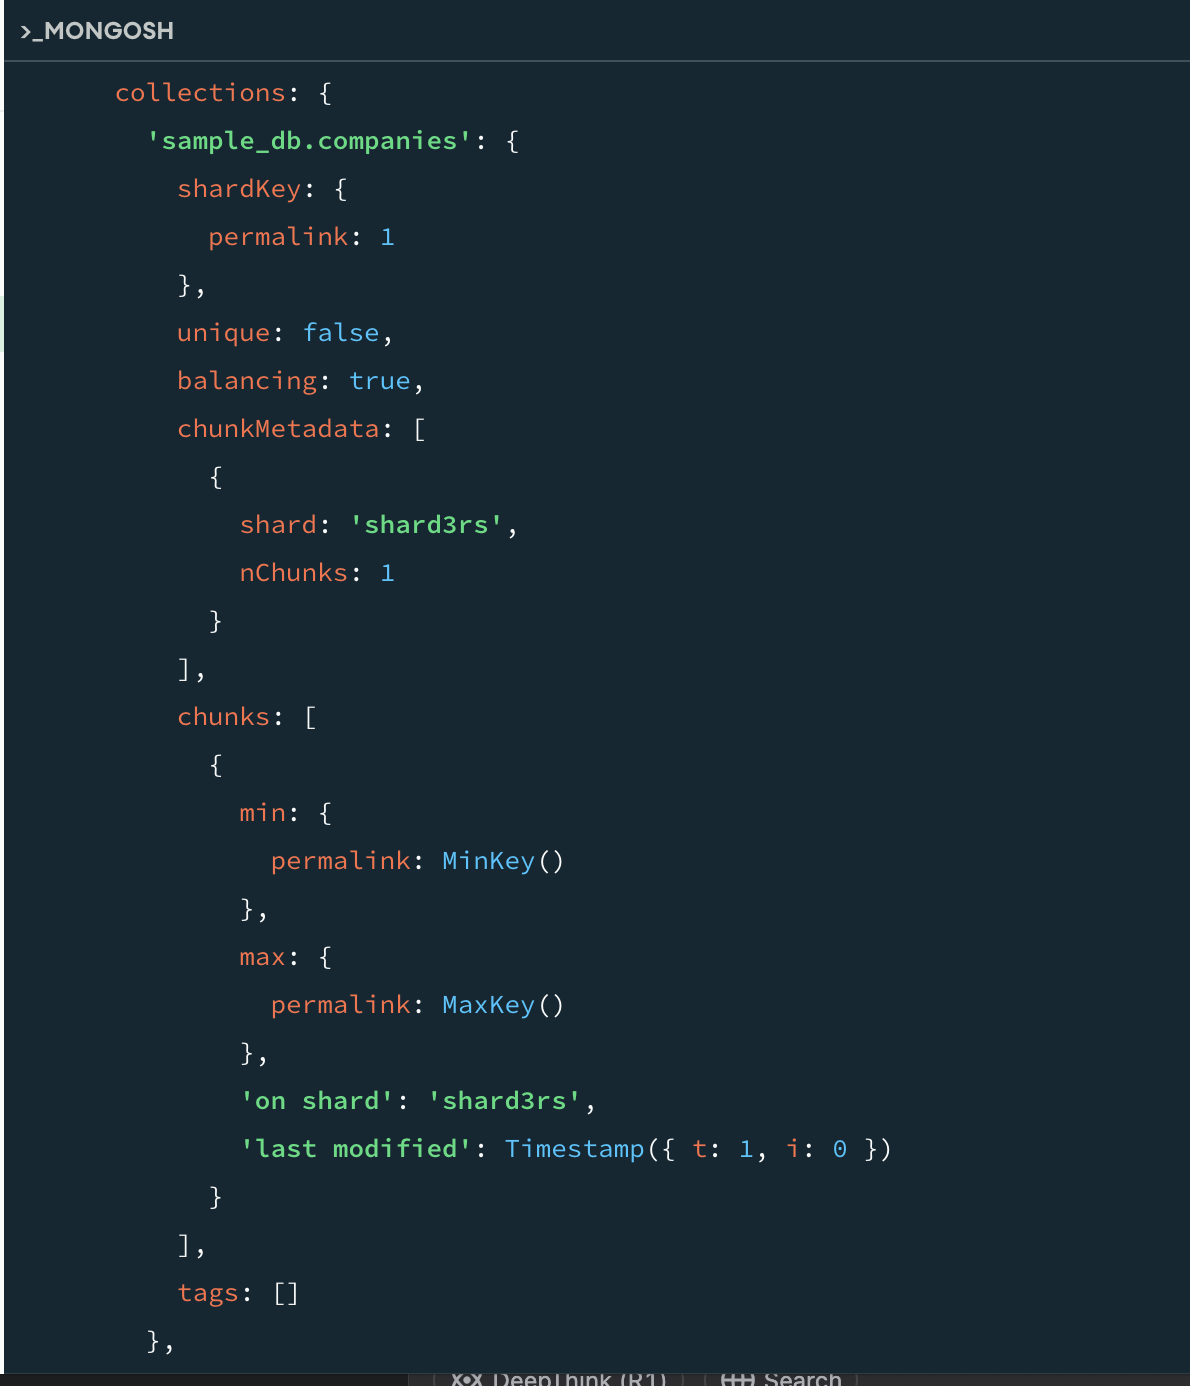 >_MONGOSH
collections: {
'sample_db.companies': {
shardKey: {
permalink: 1
},
unique: false,
balancing: true,
chunkMetadata: [
{
shard: 'shard3rs',
nChunks: 1
}
],
chunks: [
{
min: {
permalink: MinKey()
},
max: {
permalink: MaxKey()
},
'on shard': 'shard3rs',
'last modified': Timestamp({ t: 1, i: 0 })
}
],
tags: []
},
DeepThink (R1) Search